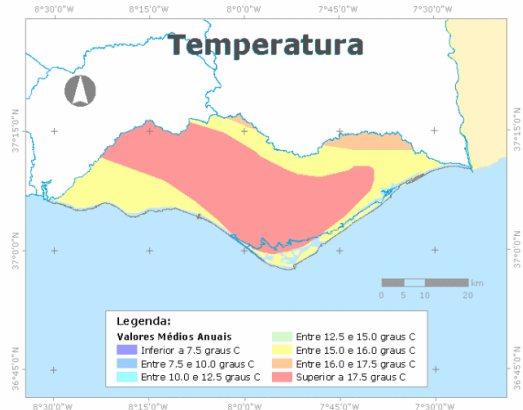 8°30'0"W 8°15'0"W 8°0'0"W 7°45'0"W 7°30'0"W
Temperatura
37°15'0"N 37°15'0"N
37°0'0"N 37°0'0"N
0 5 10 20 km
Legenda:
Valores Médios Anuais
Inferior a 7.5 graus C
Entre 7.5 e 10.0 graus C
Entre 10.0 e 12.5 graus C
Entre 12.5 e 15.0 graus C
Entre 15.0 e 16.0 graus C
Entre 16.0 e 17.5 graus C
Superior a 17.5 graus C
36°45'0"N 36°45'0"N
8°30'0"W 8°15'0"W 8°0'0"W 7°45'0"W 7°30'0"W